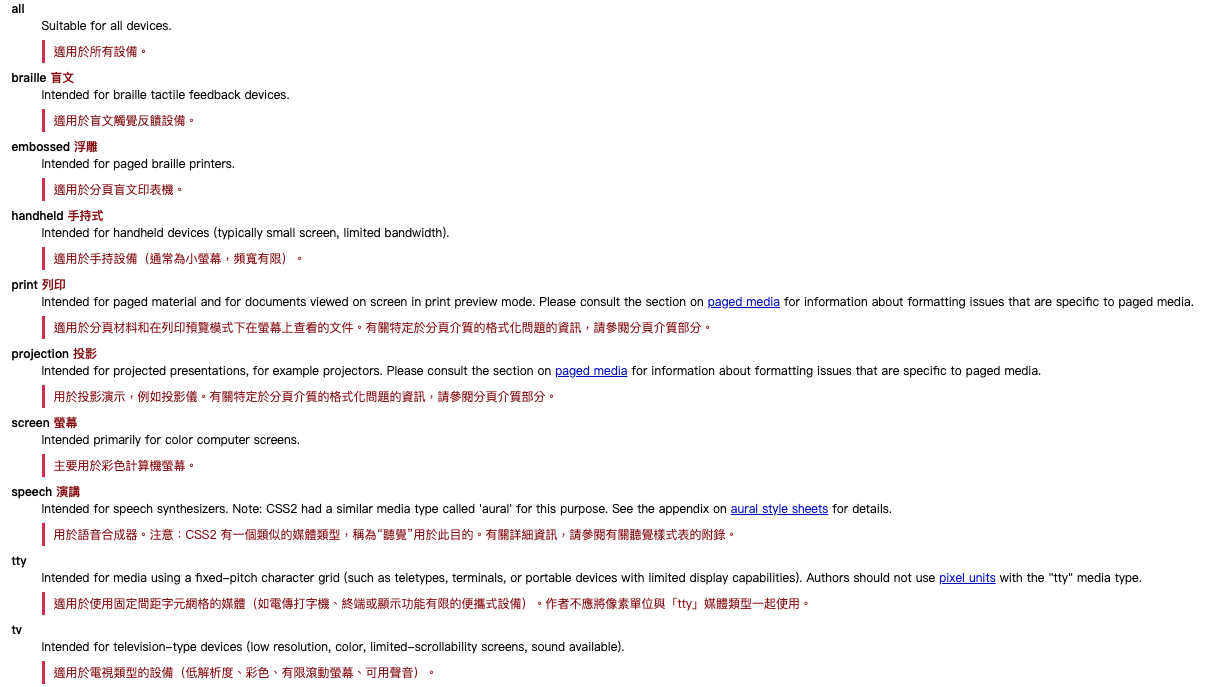 all
Suitable for all devices.
適用於所有設備。
braille 盲文
Intended for braille tactile feedback devices.
適用於盲文觸覺反饋設備。
embossed 浮雕
Intended for paged braille printers.
適用於分頁盲文印表機。
handheld 手持式
Intended for handheld devices (typically small screen, limited bandwidth).
適用於手持設備（通常為小螢幕，頻寬有限）。
print 列印
Intended for paged material and for documents viewed on screen in print preview mode. Please consult the section on paged media for information about formatting issues that are specific to paged media.
適用於分頁材料和在列印預覽模式下在螢幕上查看的文件。有關特定於分頁介質的格式化問題的資訊，請參閱分頁介質部分。
projection 投影
Intended for projected presentations, for example projectors. Please consult the section on paged media for information about formatting issues that are specific to paged media.
用於投影演示，例如投影儀。有關特定於分頁介質的格式化問題的資訊，請參閱分頁介質部分。
screen 螢幕
Intended primarily for color computer screens.
主要用於彩色計算機螢幕。
speech 演講
Intended for speech synthesizers. Note: CSS2 had a similar media type called 'aural' for this purpose. See the appendix on aural style sheets for details.
用於語音合成器。注意：CSS2 有一個類似的媒體類型，稱為“聽覺”用於此目的。有關詳細資訊，請參閱有關聽覺樣式表的附錄。
tty
Intended for media using a fixed-pitch character grid (such as teletypes, terminals, or portable devices with limited display capabilities). Authors should not use pixel units with the "tty" media type.
適用於使用固定間距字元網格的媒體（如電傳打字機、終端或顯示功能有限的便攜式設備）。作者不應將像素單位與「tty」媒體類型一起使用。
tv
Intended for television-type devices (low resolution, color, limited-scrollability screens, sound available).
適用於電視類型的設備（低解析度、彩色、有限滾動螢幕、可用聲音）。